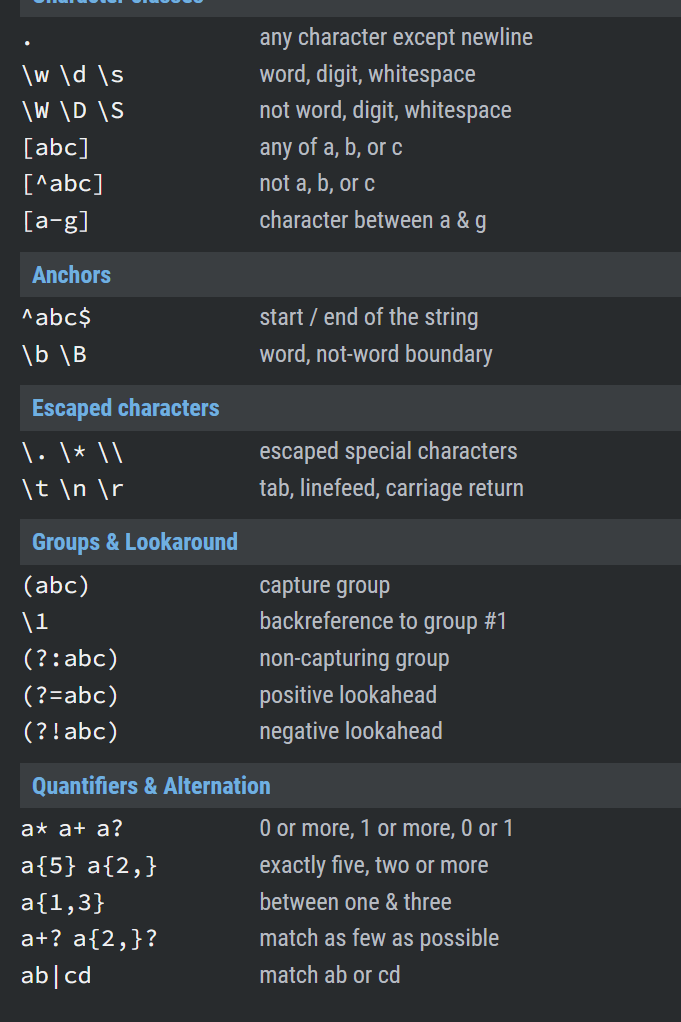 Character classes
. any character except newline
\w \d \s word, digit, whitespace
\W \D \S not word, digit, whitespace
[abc] any of a, b, or c
[^abc] not a, b, or c
[a-g] character between a & g
Anchors
^abc$ start / end of the string
\b \B word, not-word boundary
Escaped characters
\. \* \\ escaped special characters
\t \n \r tab, linefeed, carriage return
Groups & Lookaround
(abc) capture group
\1 backreference to group #1
(?:abc) non-capturing group
(?=abc) positive lookahead
(?!abc) negative lookahead
Quantifiers & Alternation
a* a+ a? 0 or more, 1 or more, 0 or 1
a{5} a{2,} exactly five, two or more
a{1,3} between one & three
a+? a{2,}? match as few as possible
ab|cd match ab or cd